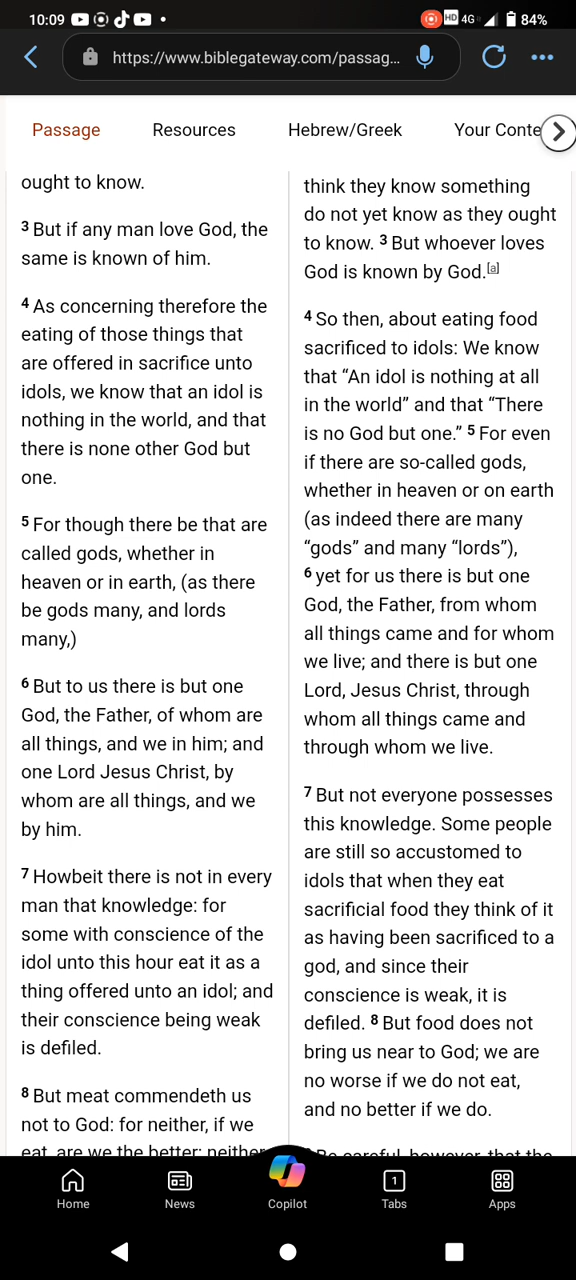 10:09
HD 4G 84%
https://www.biblegateway.com/passag...
Passage Resources Hebrew/Greek Your Conte
ought to know.
3 But if any man love God, the
same is known of him.
4 As concerning therefore the
eating of those things that
are offered in sacrifice unto
idols, we know that an idol is
nothing in the world, and that
there is none other God but
one.
5 For though there be that are
called gods, whether in
heaven or in earth, (as there
be gods many, and lords
many,)
6 But to us there is but one
God, the Father, of whom are
all things, and we in him; and
one Lord Jesus Christ, by
whom are all things, and we
by him.
7 Howbeit there is not in every
man that knowledge: for
some with conscience of the
idol unto this hour eat it as a
thing offered unto an idol; and
their conscience being weak
is defiled.
8 But meat commendeth us
not to God: for neither, if we
eat, are we the better; neither
think they know something
do not yet know as they ought
to know. 3 But whoever loves
God is known by God.[a]
4 So then, about eating food
sacrificed to idols: We know
that “An idol is nothing at all
in the world” and that “There
is no God but one.” 5 For even
if there are so-called gods,
whether in heaven or on earth
(as indeed there are many
“gods” and many “lords”),
6 yet for us there is but one
God, the Father, from whom
all things came and for whom
we live; and there is but one
Lord, Jesus Christ, through
whom all things came and
through whom we live.
7 But not everyone possesses
this knowledge. Some people
are still so accustomed to
idols that when they eat
sacrificial food they think of it
as having been sacrificed to a
god, and since their
conscience is weak, it is
defiled. 8 But food does not
bring us near to God; we are
no worse if we do not eat,
and no better if we do.
Be careful, however, that the
Home News Copilot 1 Tabs Apps